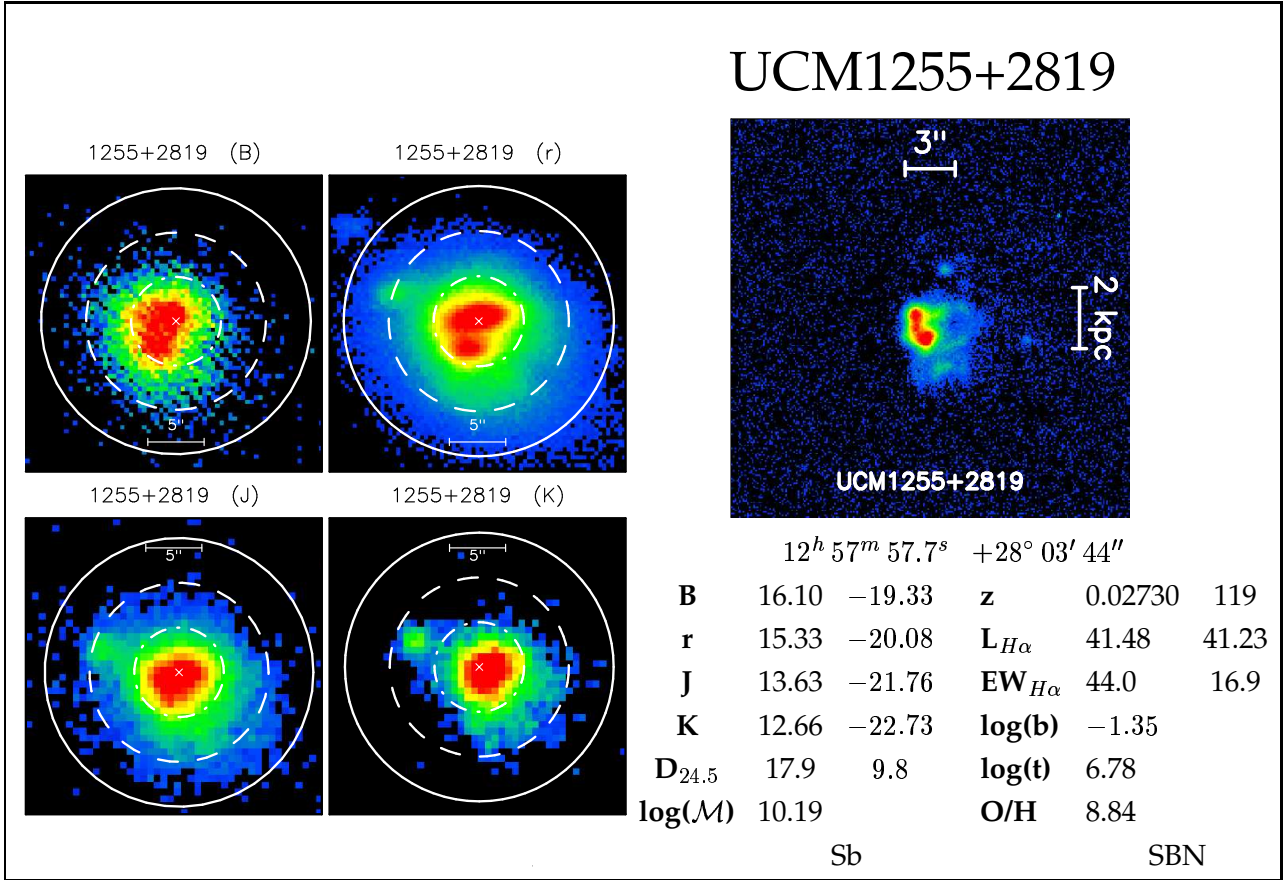 UCM1255+2819
1255+2819 (B)
1255+2819 (r)
5"
5"
1255+2819 (J)
1255+2819 (K)
5"
5"
3"
2 kpc
UCM1255+2819
12ʰ 57ᵐ 57.7ˢ +28° 03′ 44″
B 16.10 −19.33 z 0.02730 119
r 15.33 −20.08 L_Hα 41.48 41.23
J 13.63 −21.76 EW_Hα 44.0 16.9
K 12.66 −22.73 log(b) −1.35
D_24.5 17.9 9.8 log(t) 6.78
log(ℳ) 10.19 O/H 8.84
Sb SBN